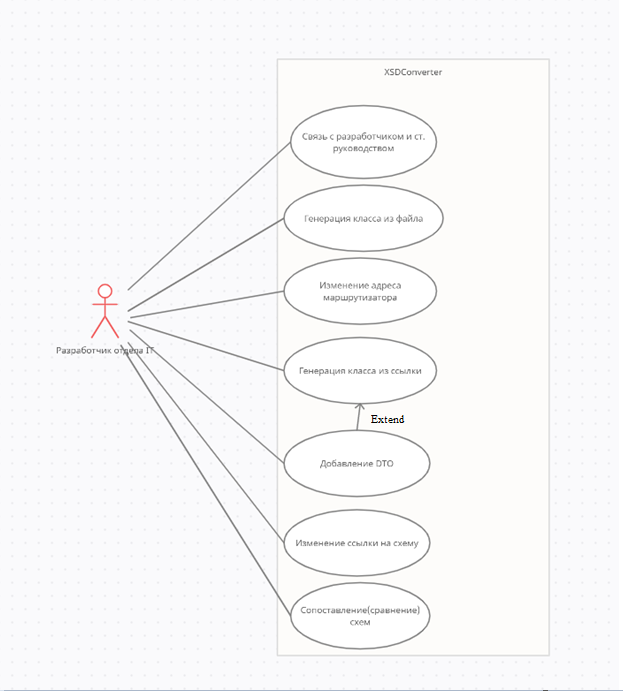 XSDConverter
Связь с разработчиком и ст.
руководством
Генерация класса из файла
Изменение адреса
маршрутизатора
Разработчик отдела IT
Генерация класса из ссылки
Extend
Добавление DTO
Изменение ссылки на схему
Сопоставление(сравнение)
схем